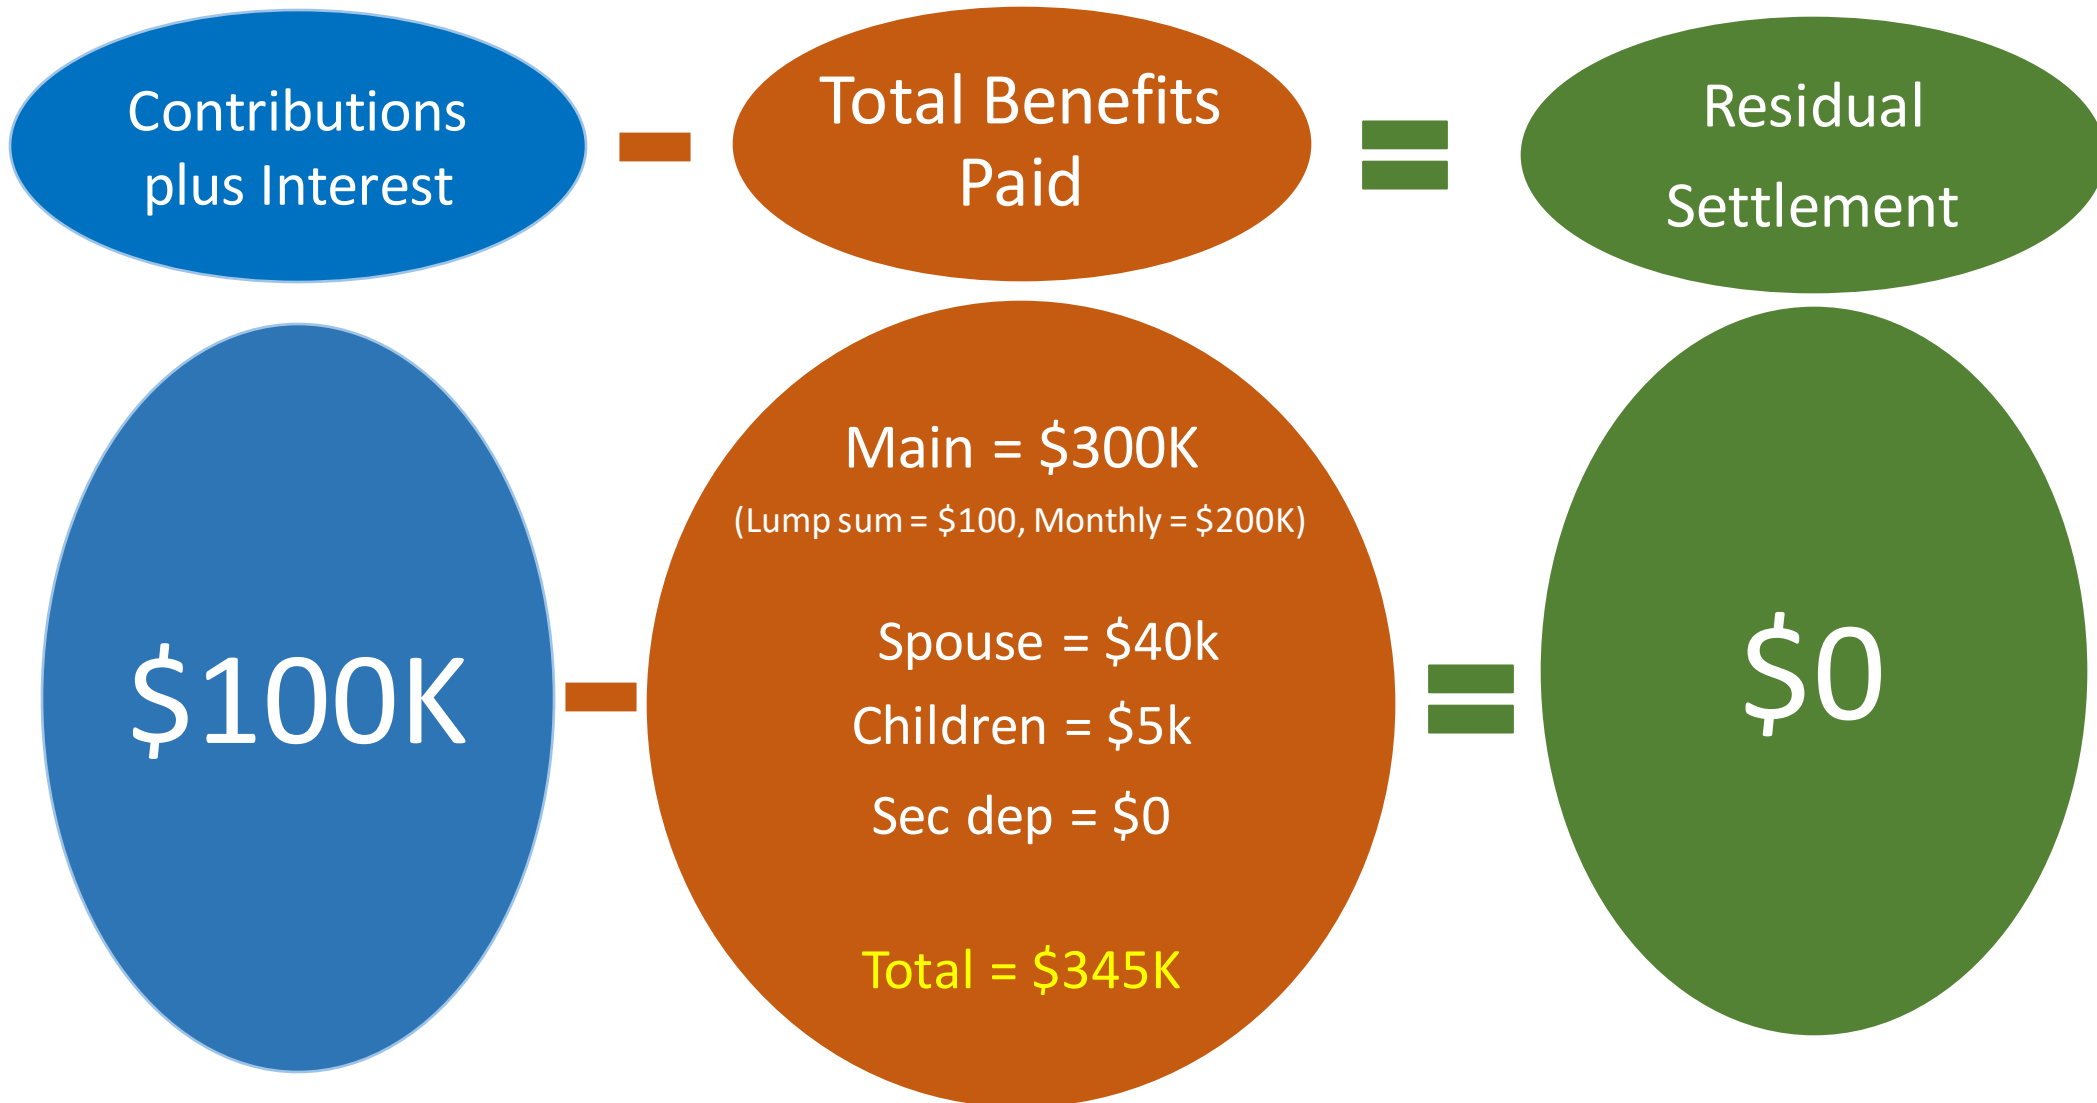 Contributions
plus Interest
Total Benefits
Paid
Residual
Settlement
$100K
Main = $300K
(Lump sum = $100, Monthly = $200K)
Spouse = $40k
Children = $5k
Sec dep = $0
Total = $345K
$0